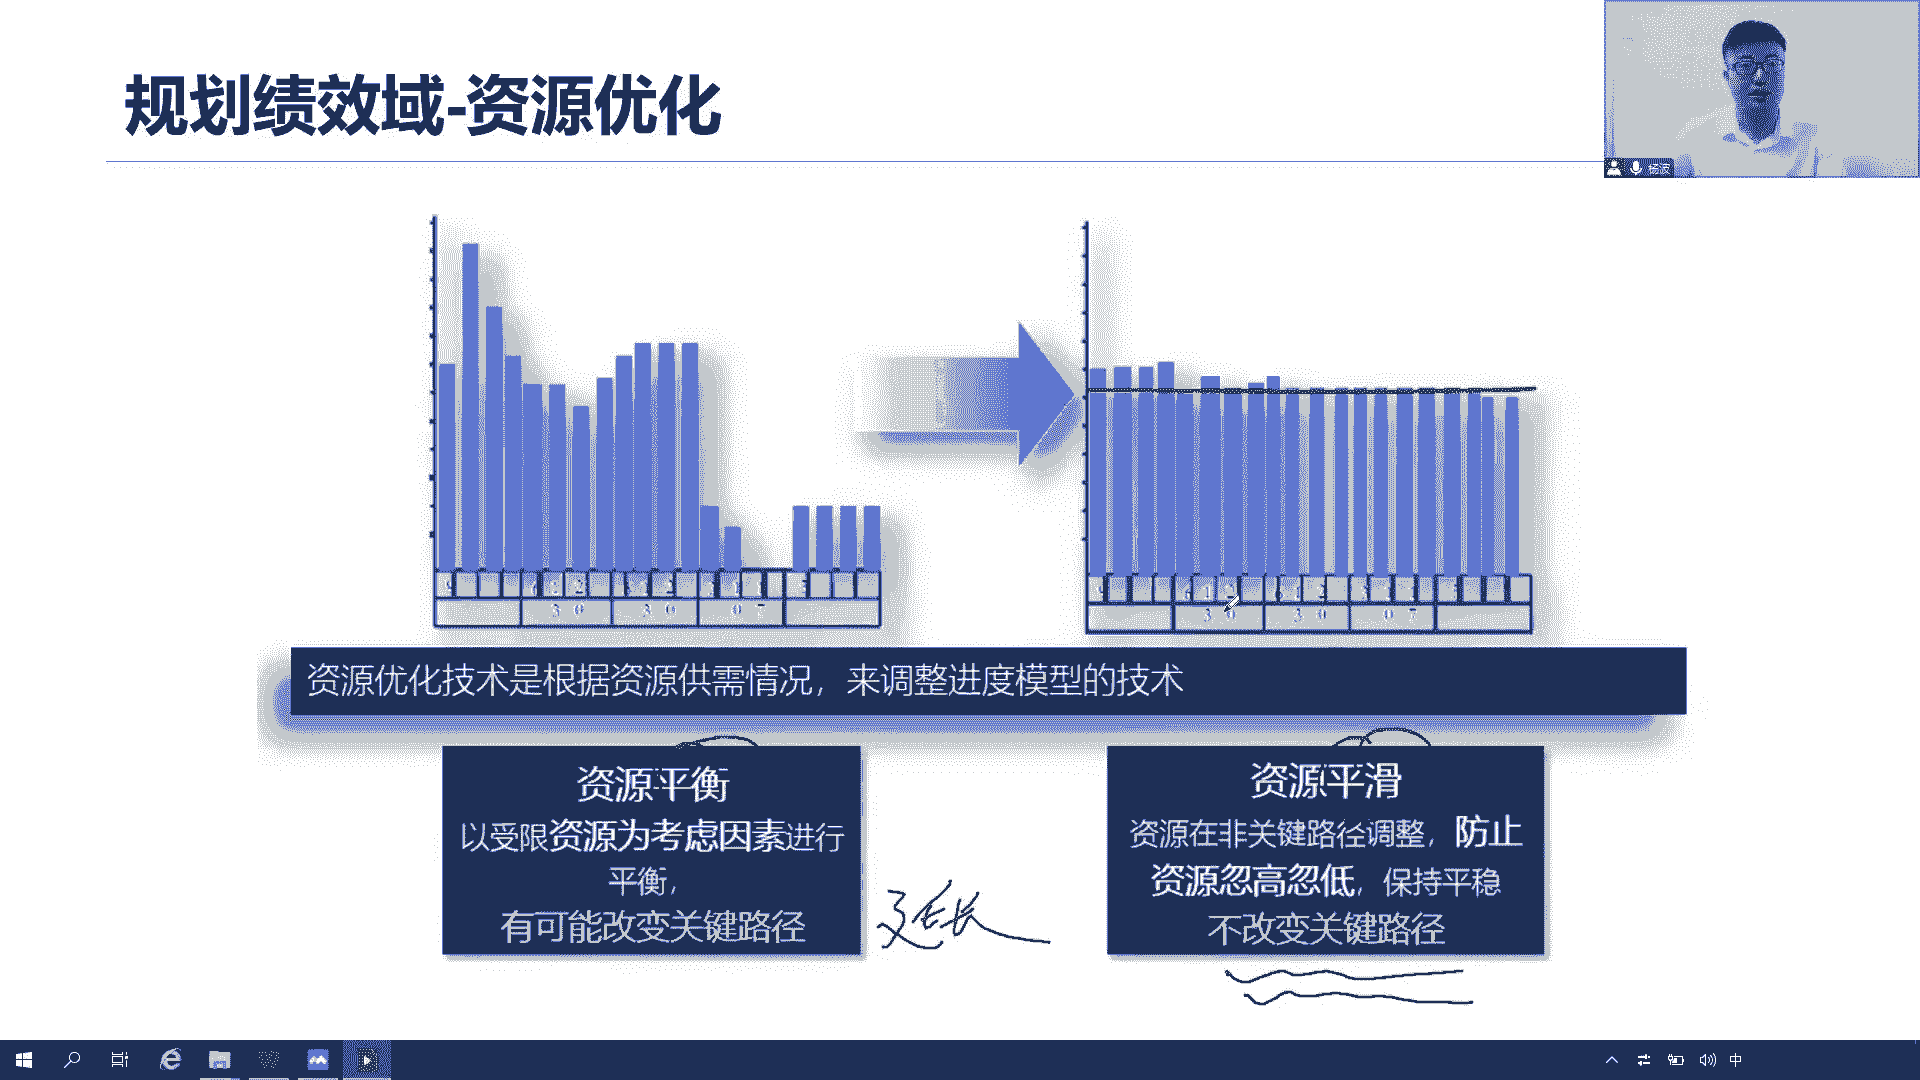 规划绩效域-资源优化
杨波
资源优化技术是根据资源供需情况，来调整进度模型的技术
资源平衡
以受限资源为考虑因素进行
平衡，
有可能改变关键路径
延长
资源平滑
资源在非关键路径调整，防止
资源忽高忽低，保持平稳
不改变关键路径
中